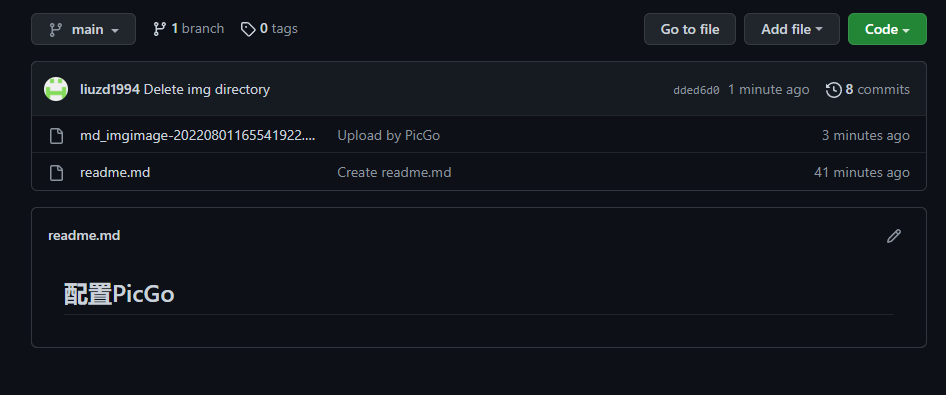 main 1 branch 0 tags Go to file Add file Code
liuzd1994 Delete img directory dded6d0 1 minute ago 8 commits
md_imgimage-20220801165541922.... Upload by PicGo 3 minutes ago
readme.md Create readme.md 41 minutes ago
readme.md
配置PicGo